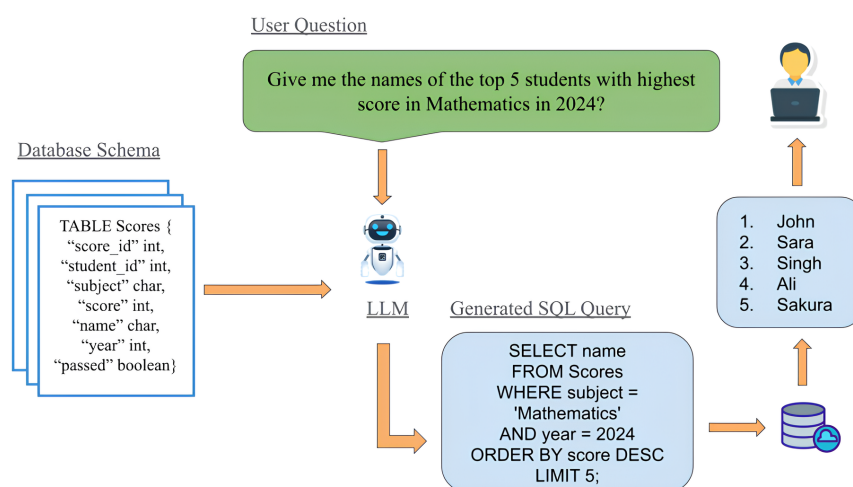 User Question
Give me the names of the top 5 students with highest
score in Mathematics in 2024?
Database Schema
TABLE Scores {
“score_id” int,
“student_id” int,
“subject” char,
“score” int,
“name” char,
“year” int,
“passed” boolean}
LLM
Generated SQL Query
SELECT name
FROM Scores
WHERE subject =
'Mathematics'
AND year = 2024
ORDER BY score DESC
LIMIT 5;
1. John
2. Sara
3. Singh
4. Ali
5. Sakura